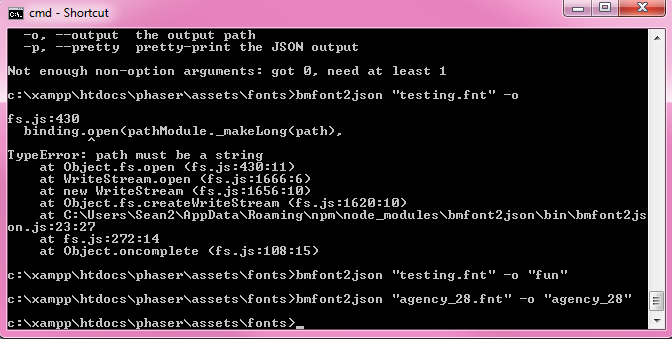 cmd - Shortcut
-o, --output  the output path
-p, --pretty  pretty-print the JSON output
Not enough non-option arguments: got 0, need at least 1
c:\xampp\htdocs\phaser\assets\fonts>bmfont2json "testing.fnt" -o
fs.js:430
binding.open(pathModule._makeLong(path),
^
TypeError: path must be a string
at Object.fs.open (fs.js:430:11)
at WriteStream.open (fs.js:1666:6)
at new WriteStream (fs.js:1656:10)
at Object.fs.createWriteStream (fs.js:1620:10)
at C:\Users\Sean2\AppData\Roaming\npm\node_modules\bmfont2json\bin\bmfont2js
on.js:23:27
at fs.js:272:14
at Object.oncomplete (fs.js:108:15)
c:\xampp\htdocs\phaser\assets\fonts>bmfont2json "testing.fnt" -o "fun"
c:\xampp\htdocs\phaser\assets\fonts>bmfont2json "agency_28.fnt" -o "agency_28"
c:\xampp\htdocs\phaser\assets\fonts>_